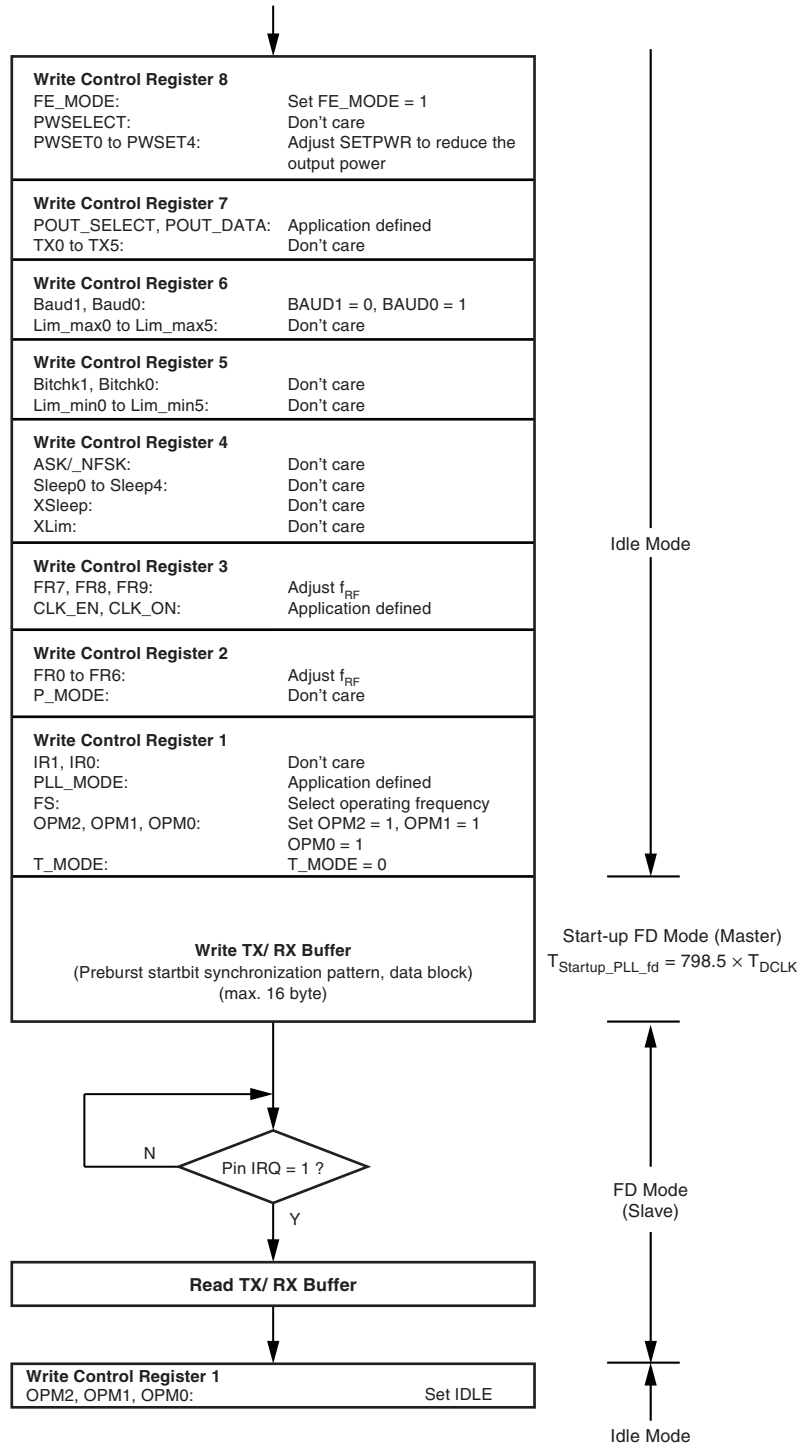 Write Control Register 8
FE_MODE: Set FE_MODE = 1
PWSELECT: Don't care
PWSET0 to PWSET4: Adjust SETPWR to reduce the
output power
Write Control Register 7
POUT_SELECT, POUT_DATA: Application defined
TX0 to TX5: Don't care
Write Control Register 6
Baud1, Baud0: BAUD1 = 0, BAUD0 = 1
Lim_max0 to Lim_max5: Don't care
Write Control Register 5
Bitchk1, Bitchk0: Don't care
Lim_min0 to Lim_min5: Don't care
Write Control Register 4
ASK/_NFSK: Don't care
Sleep0 to Sleep4: Don't care
XSleep: Don't care
XLim: Don't care
Idle Mode
Write Control Register 3
FR7, FR8, FR9: Adjust fRF
CLK_EN, CLK_ON: Application defined
Write Control Register 2
FR0 to FR6: Adjust fRF
P_MODE: Don't care
Write Control Register 1
IR1, IR0: Don't care
PLL_MODE: Application defined
FS: Select operating frequency
OPM2, OPM1, OPM0: Set OPM2 = 1, OPM1 = 1
OPM0 = 1
T_MODE: T_MODE = 0
Write TX/ RX Buffer
(Preburst startbit synchronization pattern, data block)
(max. 16 byte)
Start-up FD Mode (Master)
TStartup_PLL_fd = 798.5 × TDCLK
N
Pin IRQ = 1 ?
Y
FD Mode
(Slave)
Read TX/ RX Buffer
Write Control Register 1
OPM2, OPM1, OPM0: Set IDLE
Idle Mode